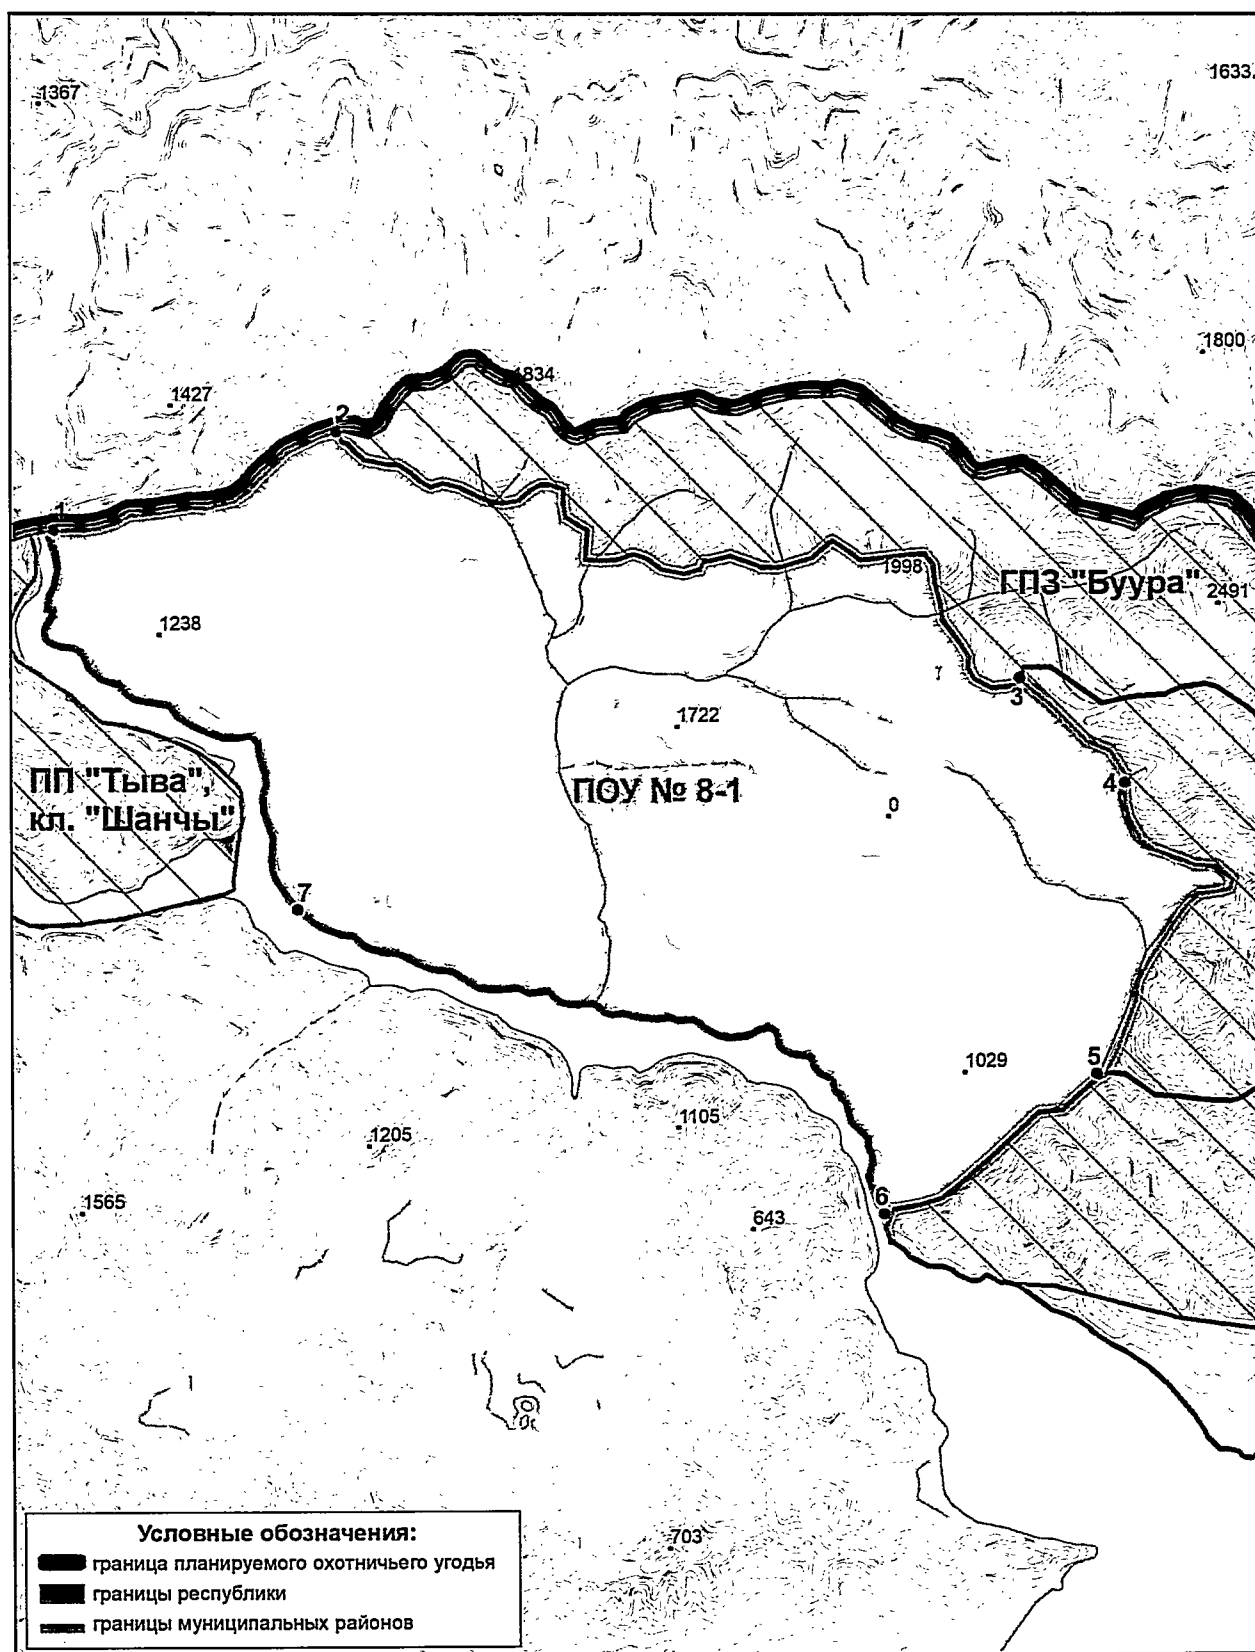 1633
1367
1800
1834
1427
2
1
1998
ГПЗ "Буура"
2491
1238
3
1722
ПП "Тыва",
кл. "Шанчы"
ПОУ № 8-1
4
0
7
1029
5
1105
1205
6
1565
643
703
Условные обозначения:
граница планируемого охотничьего угодья
границы республики
границы муниципальных районов